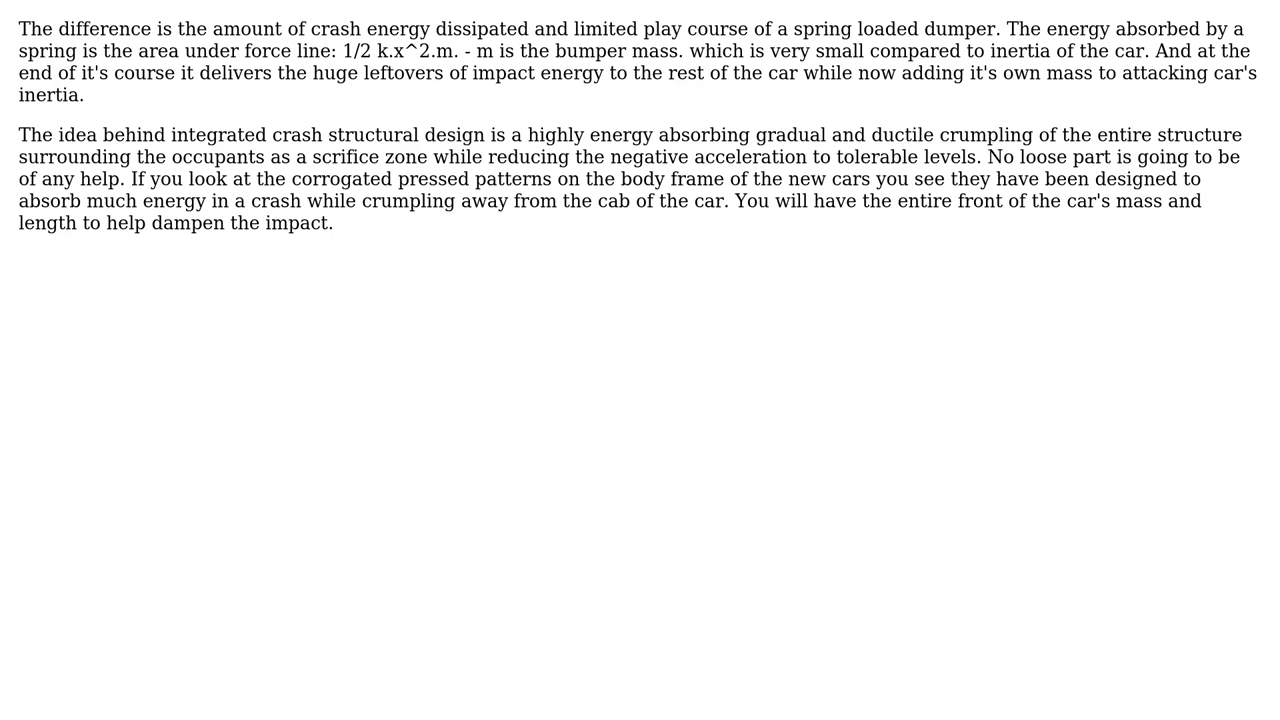 The difference is the amount of crash energy dissipated and limited play course of a spring loaded dumper. The energy absorbed by a
spring is the area under force line: 1/2 k.x^2.m. - m is the bumper mass. which is very small compared to inertia of the car. And at the
end of it's course it delivers the huge leftovers of impact energy to the rest of the car while now adding it's own mass to attacking car's
inertia.
The idea behind integrated crash structural design is a highly energy absorbing gradual and ductile crumpling of the entire structure
surrounding the occupants as a scrifice zone while reducing the negative acceleration to tolerable levels. No loose part is going to be
of any help. If you look at the corrogated pressed patterns on the body frame of the new cars you see they have been designed to
absorb much energy in a crash while crumpling away from the cab of the car. You will have the entire front of the car's mass and
length to help dampen the impact.